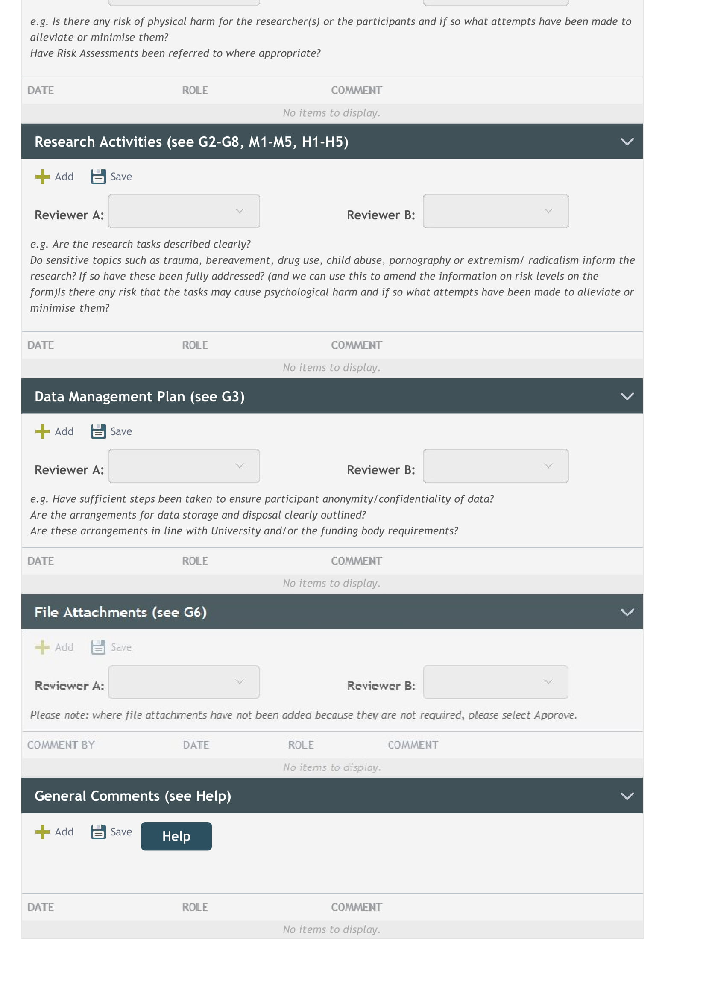 e.g. Is there any risk of physical harm for the researcher(s) or the participants and if so what attempts have been made to
alleviate or minimise them?
Have Risk Assessments been referred to where appropriate?
DATE ROLE COMMENT
No items to display.
Research Activities (see G2-G8, M1-M5, H1-H5)
Add Save
Reviewer A: Reviewer B:
e.g. Are the research tasks described clearly?
Do sensitive topics such as trauma, bereavement, drug use, child abuse, pornography or extremism/ radicalism inform the
research? If so have these been fully addressed? (and we can use this to amend the information on risk levels on the
form)Is there any risk that the tasks may cause psychological harm and if so what attempts have been made to alleviate or
minimise them?
DATE ROLE COMMENT
No items to display.
Data Management Plan (see G3)
Add Save
Reviewer A: Reviewer B:
e.g. Have sufficient steps been taken to ensure participant anonymity/confidentiality of data?
Are the arrangements for data storage and disposal clearly outlined?
Are these arrangements in line with University and/or the funding body requirements?
DATE ROLE COMMENT
No items to display.
File Attachments (see G6)
Add Save
Reviewer A: Reviewer B:
Please note: where file attachments have not been added because they are not required, please select Approve.
COMMENT BY DATE ROLE COMMENT
No items to display.
General Comments (see Help)
Add Save Help
DATE ROLE COMMENT
No items to display.